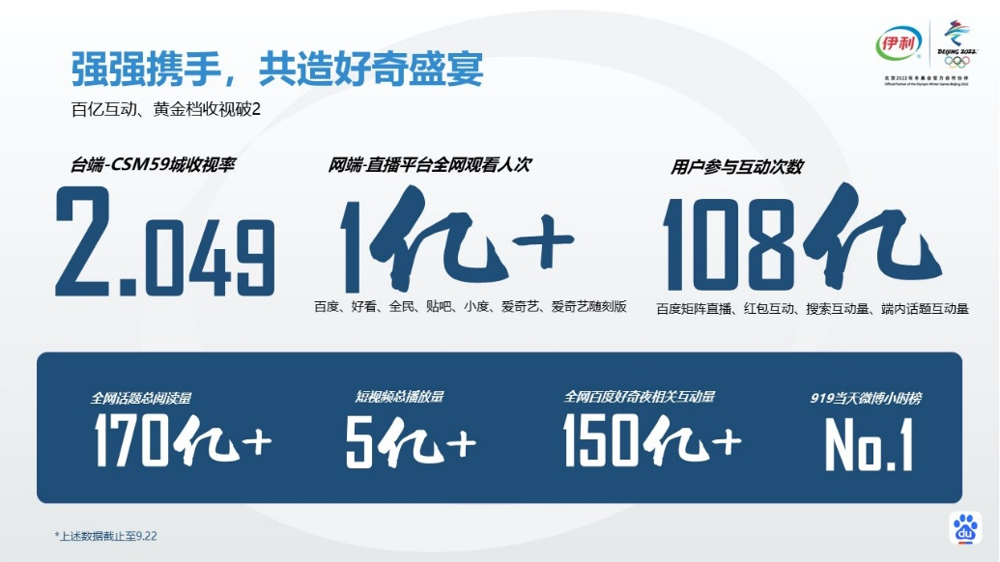 强强携手，共造好奇盛宴
百亿互动、黄金档收视破2
伊利
BEIJING 2022
北京2022年冬奥会官方合作伙伴
Official Partner of the Olympic Winter Games Beijing 2022
台端-CSM59城收视率
2.049
网端-直播平台全网观看人次
1亿+
百度、好看、全民、贴吧、小度、爱奇艺、爱奇艺随刻版
用户参与互动次数
108亿
百度矩阵直播、红包互动、搜索互动量、端内话题互动量
全网话题总阅读量
170亿+
短视频总播放量
5亿+
全网百度好奇夜相关互动量
150亿+
919当天微博小时榜
No.1
*上述数据截止至9.22
du